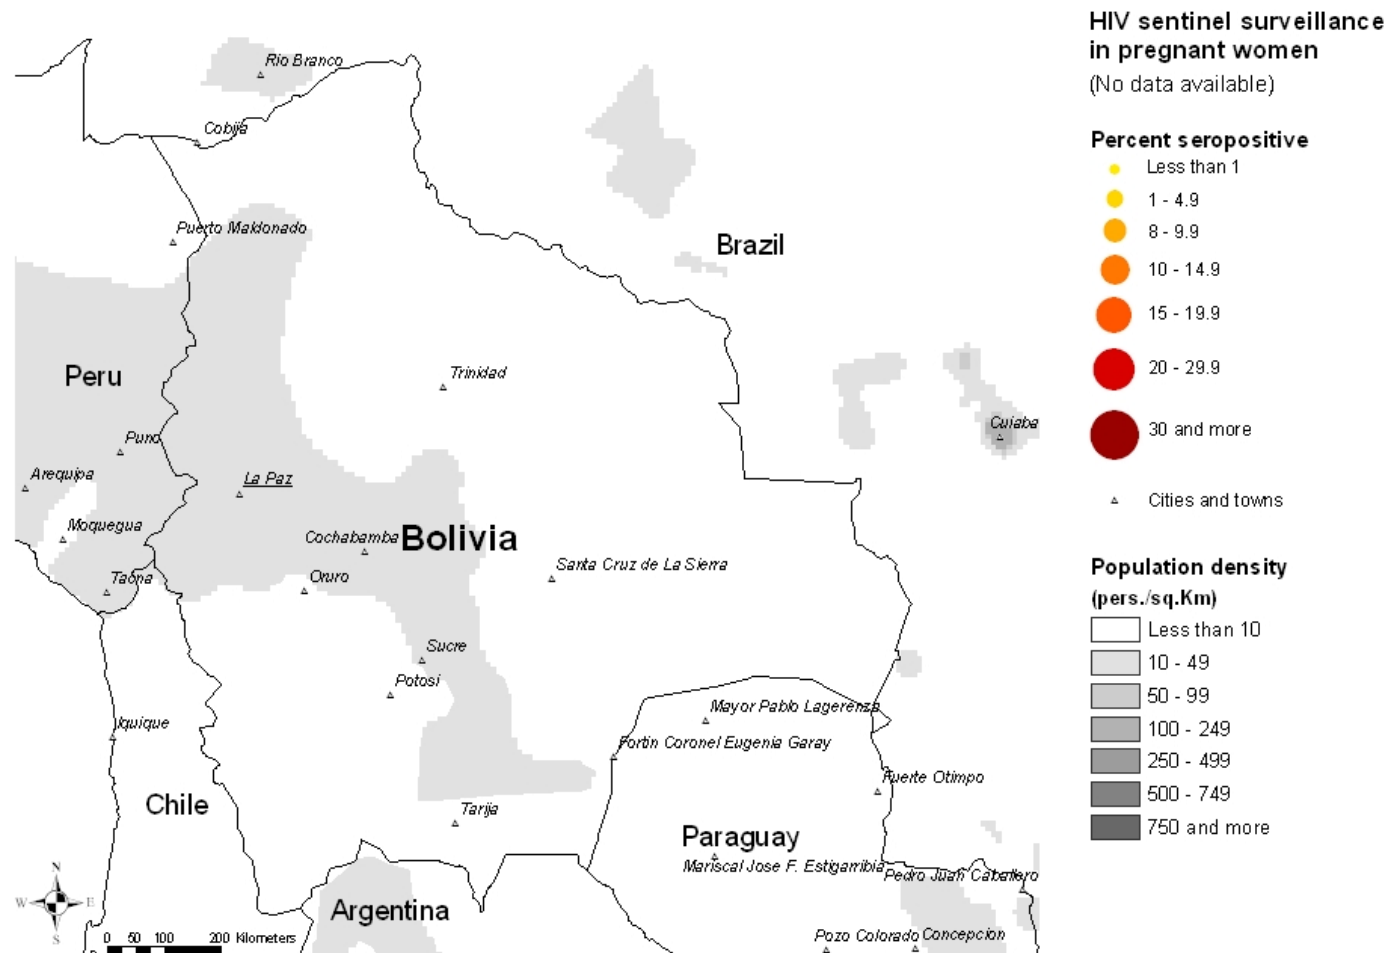 HIV sentinel surveillance
in pregnant women
(No data available)
Percent seropositive
Less than 1
1 - 4.9
8 - 9.9
10 - 14.9
15 - 19.9
20 - 29.9
30 and more
Cities and towns
Population density
(pers./sq.Km)
Less than 10
10 - 49
50 - 99
100 - 249
250 - 499
500 - 749
750 and more
Rio Branco
Cobija
Puerto Maldonado
Brazil
Peru
Trinidad
Cuiaba
Puno
Arequipa
La Paz
Moquegua
Cochabamba
Bolivia
Santa Cruz de La Sierra
Tacna
Oruro
Sucre
Potosi
Mayor Pablo Lagerenza
Iquique
Fortin Coronel Eugenia Garay
Fuerte Otimpo
Chile
Tarija
Paraguay
Mariscal Jose F. Estigarribia
Pedro Juan Caballero
Argentina
Pozo Colorado
Concepcion
N
W
E
S
0 50 100 200 Kilometers